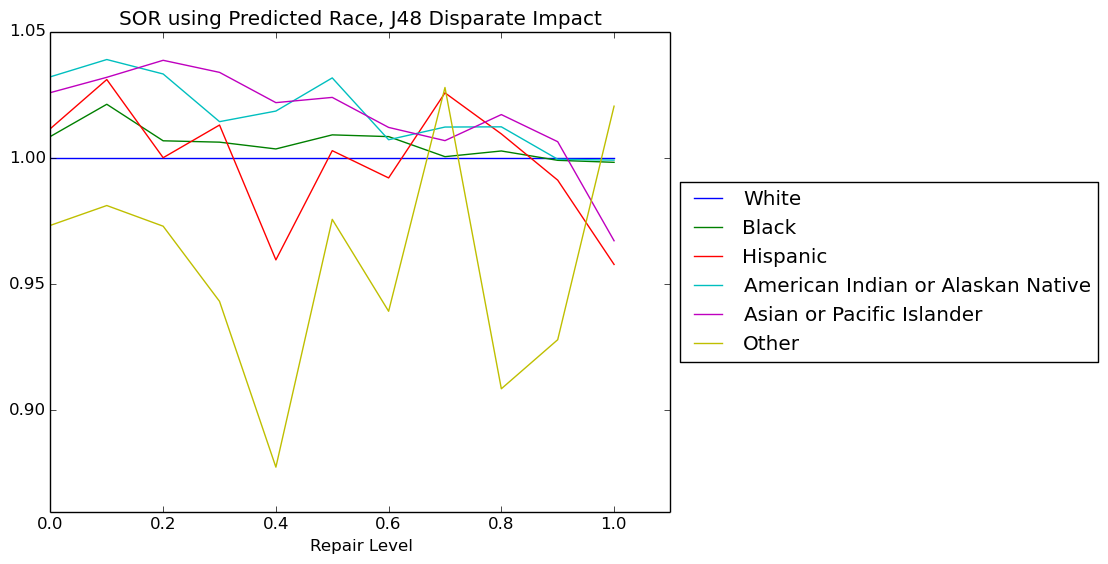 SOR using Predicted Race, J48 Disparate Impact
1.05
1.00
0.95
0.90
0.0 0.2 0.4 0.6 0.8 1.0
Repair Level
White
Black
Hispanic
American Indian or Alaskan Native
Asian or Pacific Islander
Other